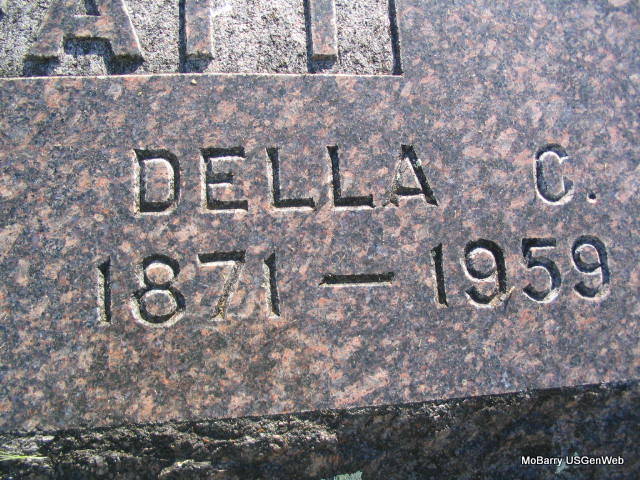 DELLA C.
1871 — 1959
MoBarry USGenWeb